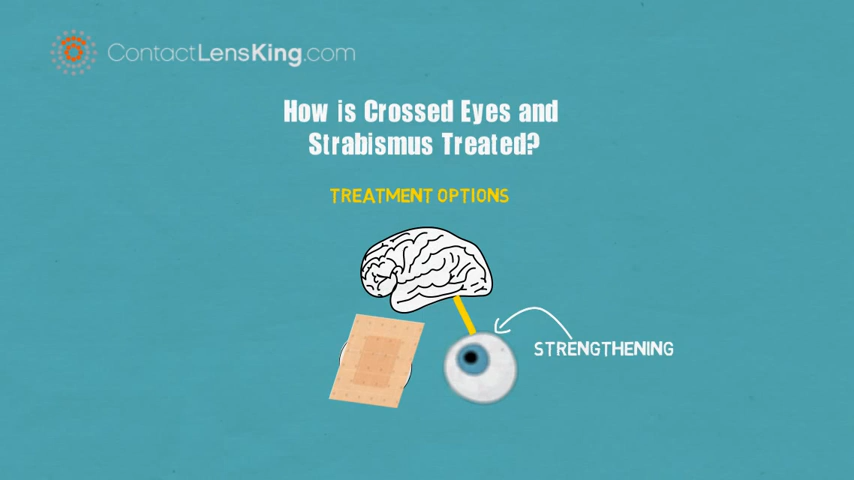 ContactLensKing.com
How is Crossed Eyes and
Strabismus Treated?
TREATMENT OPTIONS
STRENGTHENING